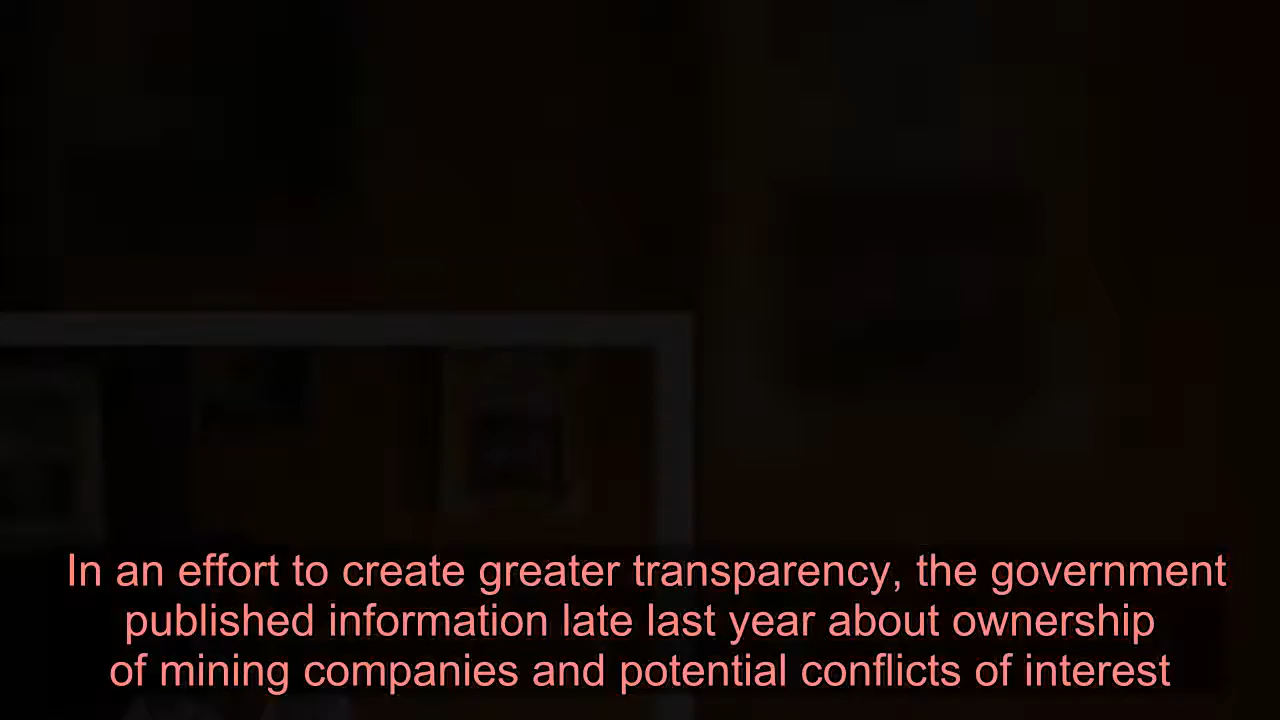 In an effort to create greater transparency, the government
published information late last year about ownership
of mining companies and potential conflicts of interest